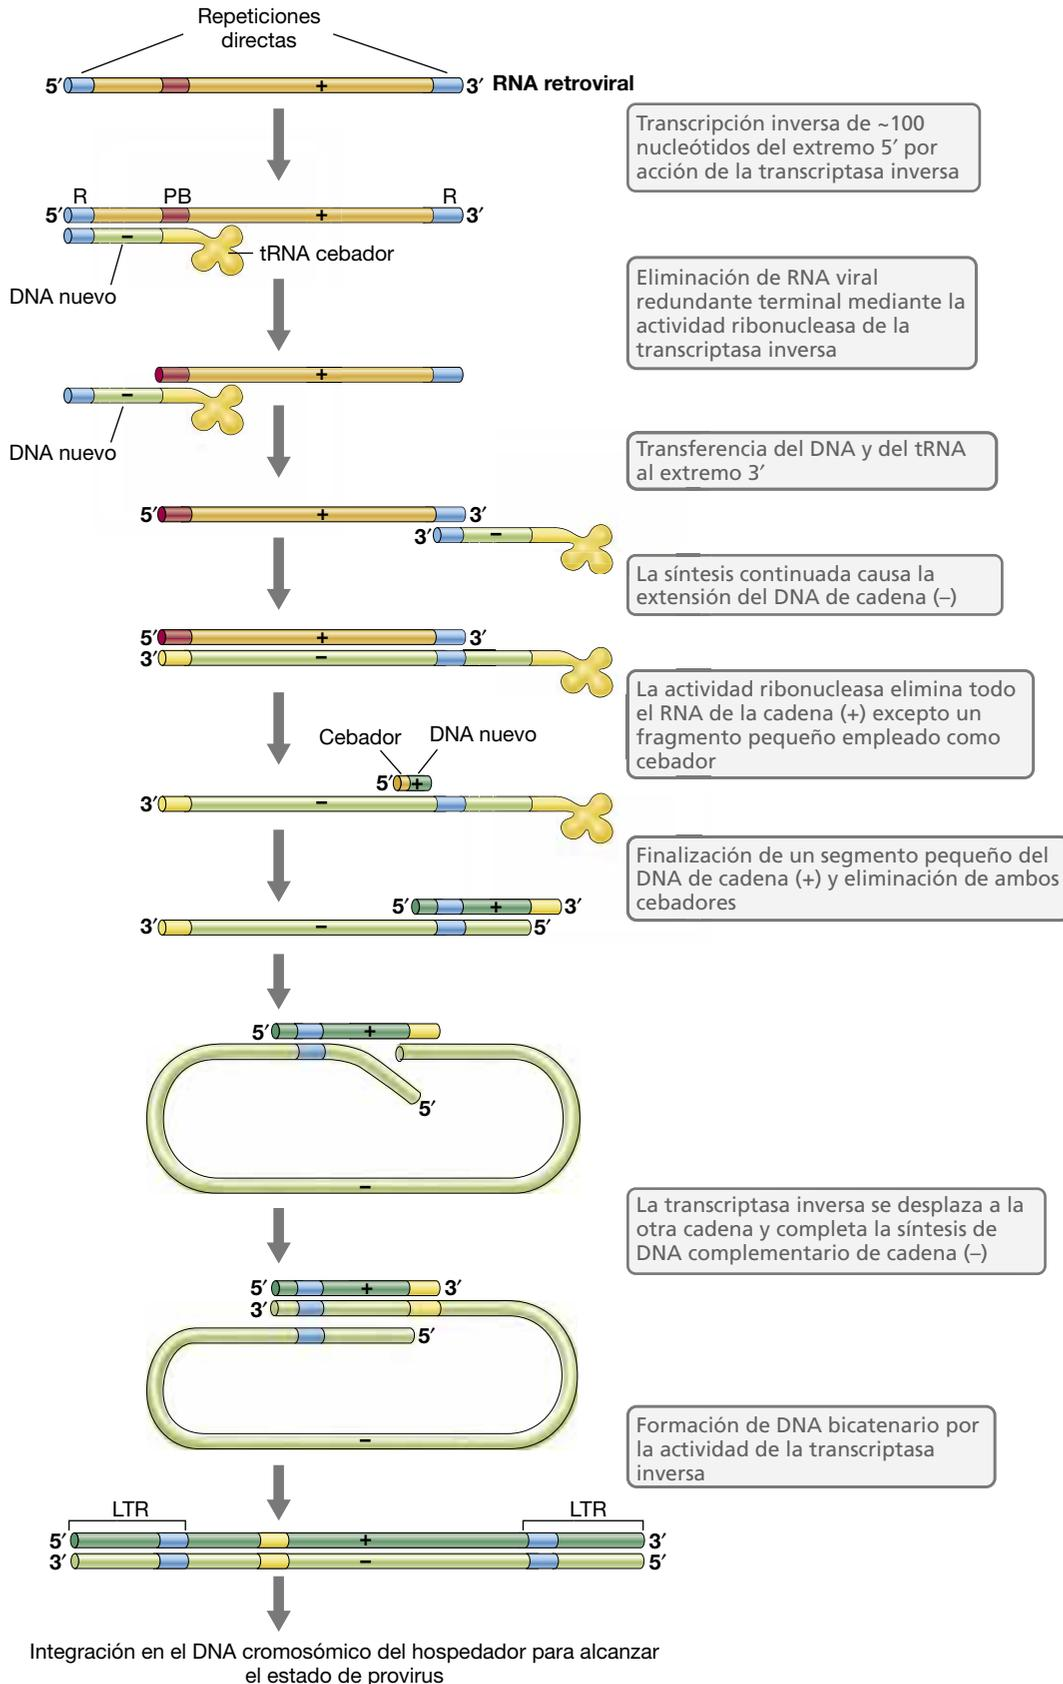 Repeticiones
directas
5′ + 3′ RNA retroviral
Transcripción inversa de ~100
nucleótidos del extremo 5′ por
acción de la transcriptasa inversa
R PB R
5′ + 3′
–
tRNA cebador
DNA nuevo
Eliminación de RNA viral
redundante terminal mediante la
actividad ribonucleasa de la
transcriptasa inversa
+
–
DNA nuevo
Transferencia del DNA y del tRNA
al extremo 3′
5′ + 3′
3′ –
La síntesis continuada causa la
extensión del DNA de cadena (–)
5′ + 3′
3′ –
La actividad ribonucleasa elimina todo
el RNA de la cadena (+) excepto un
fragmento pequeño empleado como
cebador
Cebador DNA nuevo
5′ +
3′ –
Finalización de un segmento pequeño del
DNA de cadena (+) y eliminación de ambos
cebadores
5′ + 3′
3′ – 5′
5′ +
5′
–
La transcriptasa inversa se desplaza a la
otra cadena y completa la síntesis de
DNA complementario de cadena (–)
5′ + 3′
3′
5′
–
Formación de DNA bicatenario por
la actividad de la transcriptasa
inversa
LTR LTR
5′ + 3′
3′ – 5′
Integración en el DNA cromosómico del hospedador para alcanzar
el estado de provirus